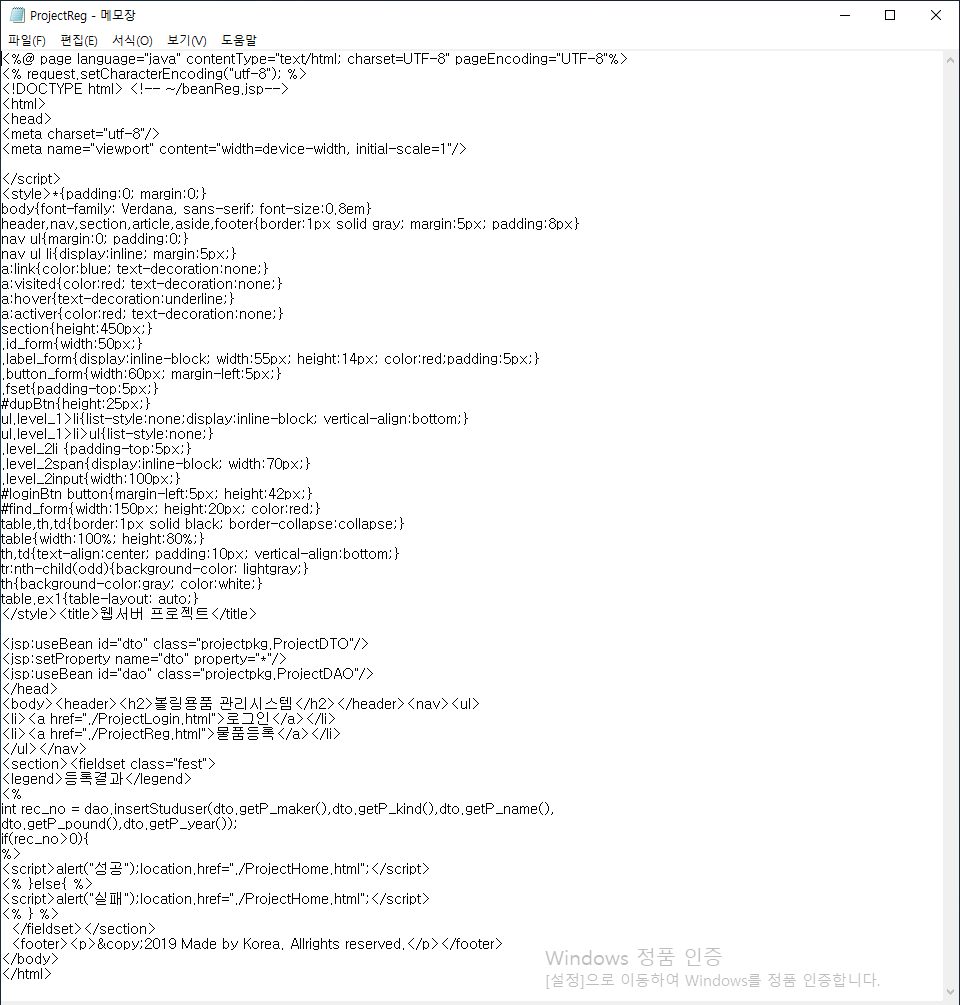 ProjectReg - 메모장
파일(F) 편집(E) 서식(O) 보기(V) 도움말
<%@ page language="java" contentType="text/html; charset=UTF-8" pageEncoding="UTF-8"%>
<% request.setCharacterEncoding("utf-8"); %>
<!DOCTYPE html> <!-- ~/beanReg.jsp-->
<html>
<head>
<meta charset="utf-8"/>
<meta name="viewport" content="width=device-width, initial-scale=1"/>

</script>
<style>*{padding:0; margin:0;}
body{font-family: Verdana, sans-serif; font-size:0.8em}
header,nav,section,article,aside,footer{border:1px solid gray; margin:5px; padding:8px}
nav ul{margin:0; padding:0;}
nav ul li{display:inline; margin:5px;}
a:link{color:blue; text-decoration:none;}
a:visited{color:red; text-decoration:none;}
a:hover{text-decoration:underline;}
a:activer{color:red; text-decoration:none;}
section{height:450px;}
.id_form{width:50px;}
.label_form{display:inline-block; width:55px; height:14px; color:red;padding:5px;}
.button_form{width:60px; margin-left:5px;}
.fset{padding-top:5px;}
#dupBtn{height:25px;}
ul.level_1>li{list-style:none;display:inline-block; vertical-align:bottom;}
ul.level_1>li>ul{list-style:none;}
.level_2li {padding-top:5px;}
.level_2span{display:inline-block; width:70px;}
.level_2input{width:100px;}
#loginBtn button{margin-left:5px; height:42px;}
#find_form{width:150px; height:20px; color:red;}
table,th,td{border:1px solid black; border-collapse:collapse;}
table{width:100%; height:80%;}
th,td{text-align:center; padding:10px; vertical-align:bottom;}
tr:nth-child(odd){background-color: lightgray;}
th{background-color:gray; color:white;}
table.ex1{table-layout: auto;}
</style><title>웹서버 프로젝트</title>

<jsp:useBean id="dto" class="projectpkg.ProjectDTO"/>
<jsp:setProperty name="dto" property="*"/>
<jsp:useBean id="dao" class="projectpkg.ProjectDAO"/>
</head>
<body><header><h2>볼링용품 관리시스템</h2></header><nav><ul>
<li><a href="./ProjectLogin.html">로그인</a></li>
<li><a href="./ProjectReg.html">물품등록</a></li>
</ul></nav>
<section><fieldset class="fest">
<legend>등록결과</legend>
<%
int rec_no = dao.insertStuduser(dto.getP_maker(),dto.getP_kind(),dto.getP_name(),
dto.getP_pound(),dto.getP_year());
if(rec_no>0){
%>
<script>alert("성공");location.href="./ProjectHome.html";</script>
<% }else{ %>
<script>alert("실패");location.href="./ProjectHome.html";</script>
<% } %>
</fieldset></section>
<footer><p>&copy;2019 Made by Korea. Allrights reserved.</p></footer>
</body>
</html>
Windows 정품 인증
[설정]으로 이동하여 Windows를 정품 인증합니다.